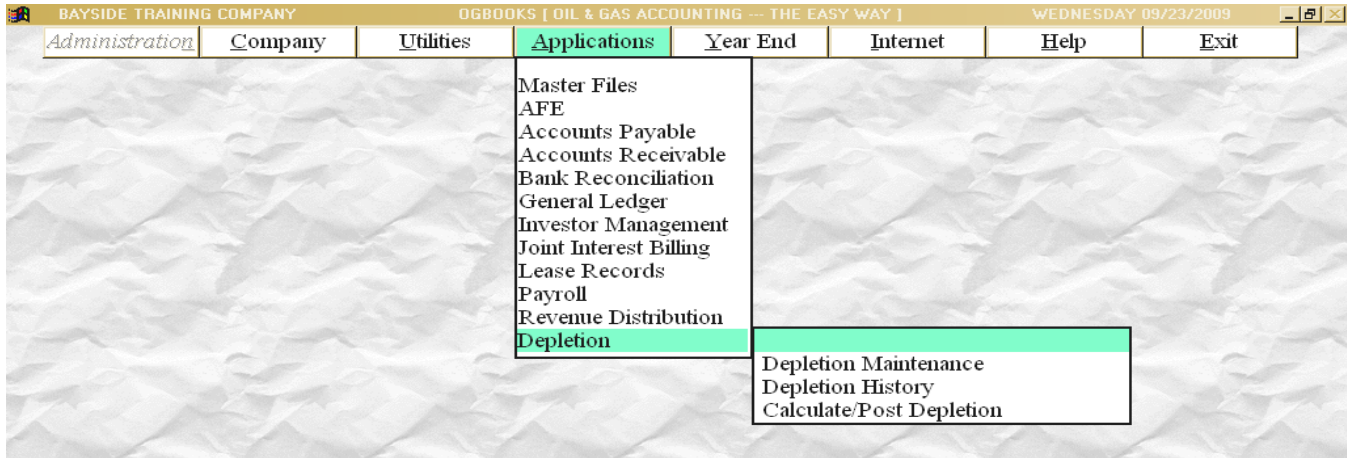 BAYSIDE TRAINING COMPANY OGBOOKS [ OIL & GAS ACCOUNTING --- THE EASY WAY ] WEDNESDAY 09/23/2009
Administration Company Utilities Applications Year End Internet Help Exit
Master Files
AFE
Accounts Payable
Accounts Receivable
Bank Reconciliation
General Ledger
Investor Management
Joint Interest Billing
Lease Records
Payroll
Revenue Distribution
Depletion
Depletion Maintenance
Depletion History
Calculate/Post Depletion